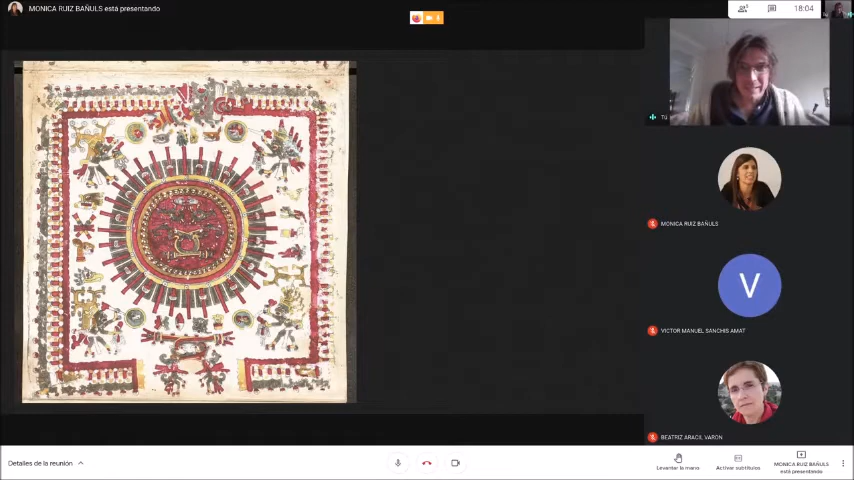 MONICA RUIZ BAÑULS está presentando
5
18:04
Tú
MONICA RUIZ BAÑULS
V
VICTOR MANUEL SANCHIS AMAT
BEATRIZ ARACIL VARON
Detalles de la reunión
Levantar la mano
Activar subtítulos
MONICA RUIZ BAÑULS
está presentando